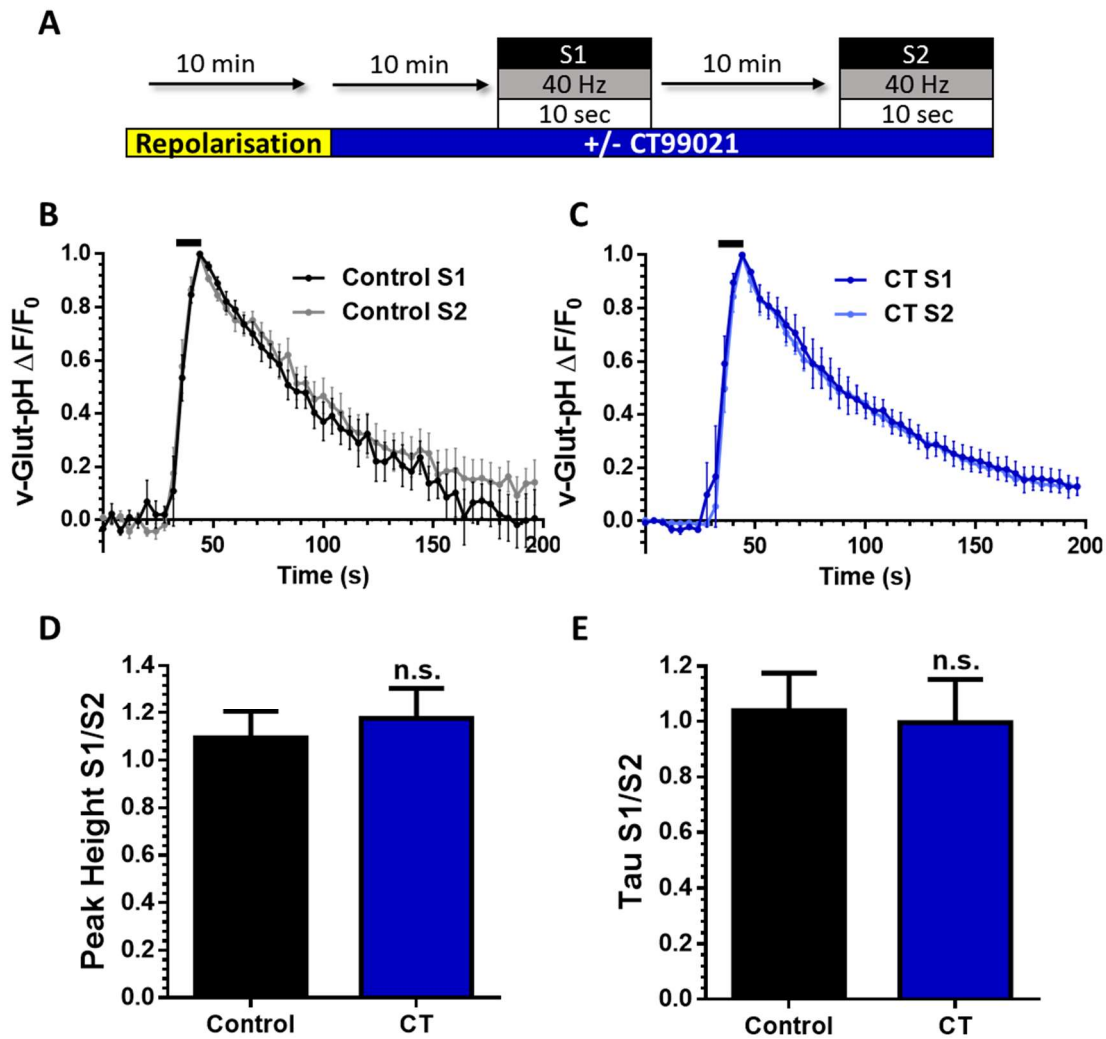 A
10 min
10 min
S1
40 Hz
10 sec
10 min
S2
40 Hz
10 sec
Repolarisation
+/- CT99021
B
v-Glut-pH ΔF/F0
1.0
0.8
0.6
0.4
0.2
0.0
Control S1
Control S2
50
100
150
200
Time (s)
C
v-Glut-pH ΔF/F0
1.0
0.8
0.6
0.4
0.2
0.0
CT S1
CT S2
50
100
150
200
Time (s)
D
Peak Height S1/S2
1.4
1.2
1.0
0.8
0.6
0.4
0.2
0.0
n.s.
Control
CT
E
Tau S1/S2
1.2
1.0
0.8
0.6
0.4
0.2
0.0
n.s.
Control
CT